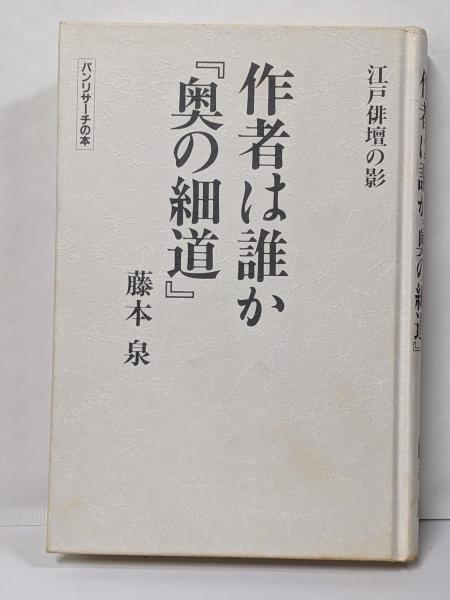 江戸俳壇の影
作者は誰か
『奥の細道』
藤本 泉
パンリサーチの本
作者は誰か『奥の細道』